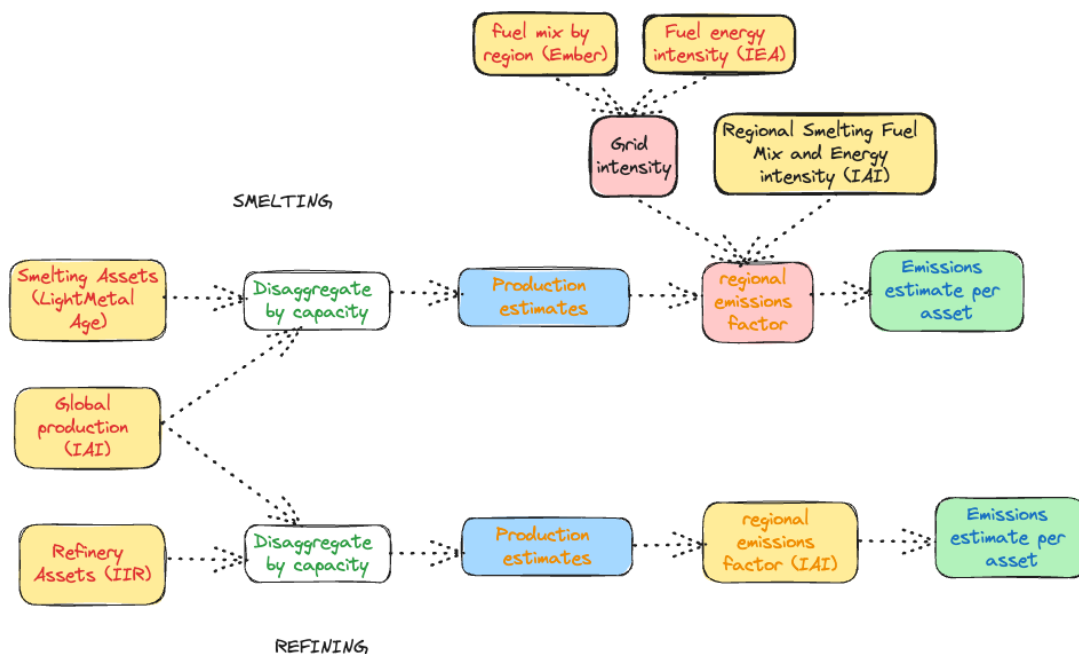 fuel mix by
region (Ember)
Fuel energy
intensity (IEA)
Grid
intensity
Regional Smelting Fuel
Mix and Energy
intensity (IAI)
SMELTING
Smelting Assets
(LightMetal
Age)
Disaggregate
by capacity
Production
estimates
regional
emissions
factor
Emissions
estimate per
asset
Global
production
(IAI)
Refinery
Assets (IIR)
Disaggregate
by capacity
Production
estimates
regional
emissions
factor (IAI)
Emissions
estimate per
asset
REFINING